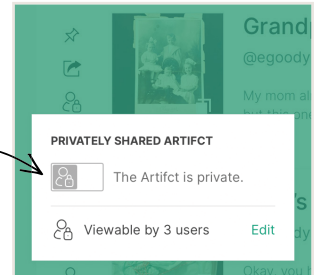 Grandp
@egoody
My mom al
but this one
PRIVATELY SHARED ARTIFCT
The Artifct is private.
Viewable by 3 users
Edit
's
dy
Okay, you t